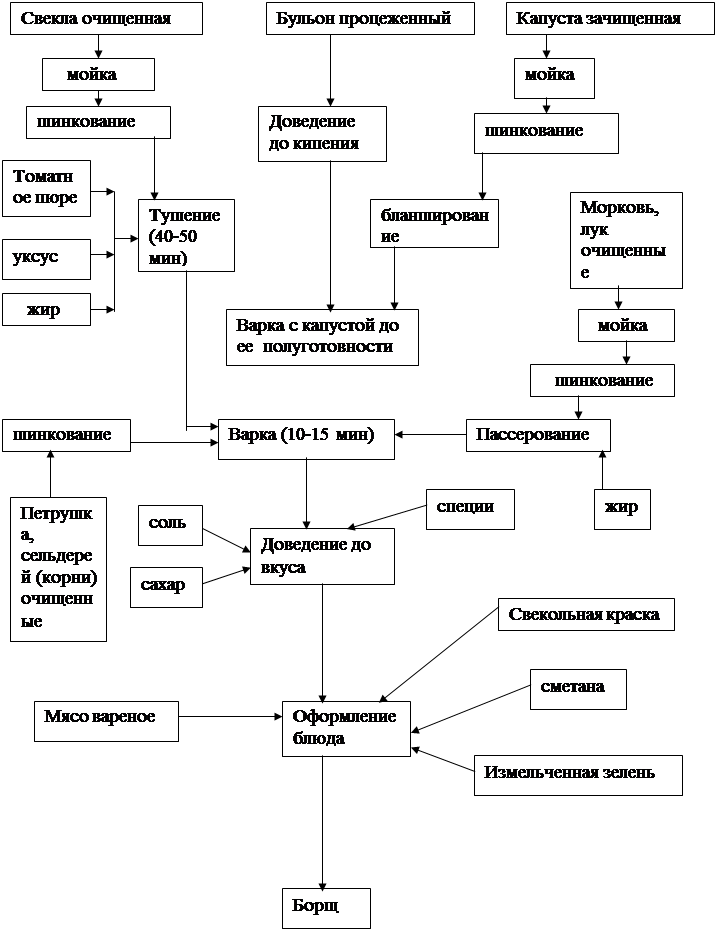 Свекла очищенная
Бульон процеженный
Капуста зачищенная
мойка
мойка
шинкование
Доведение
до кипения
шинкование
Томатн
ое пюре
Тушение
(40-50
мин)
бланширован
ие
Морковь,
лук
очищенны
е
уксус
жир
Варка с капустой до
ее полуготовности
мойка
шинкование
шинкование
Варка (10-15 мин)
Пассерование
Петрушк
а,
сельдере
й (корни)
очищенн
ые
соль
специи
жир
Доведение до
вкуса
сахар
Свекольная краска
сметана
Мясо вареное
Оформление
блюда
Измельченная зелень
Борщ